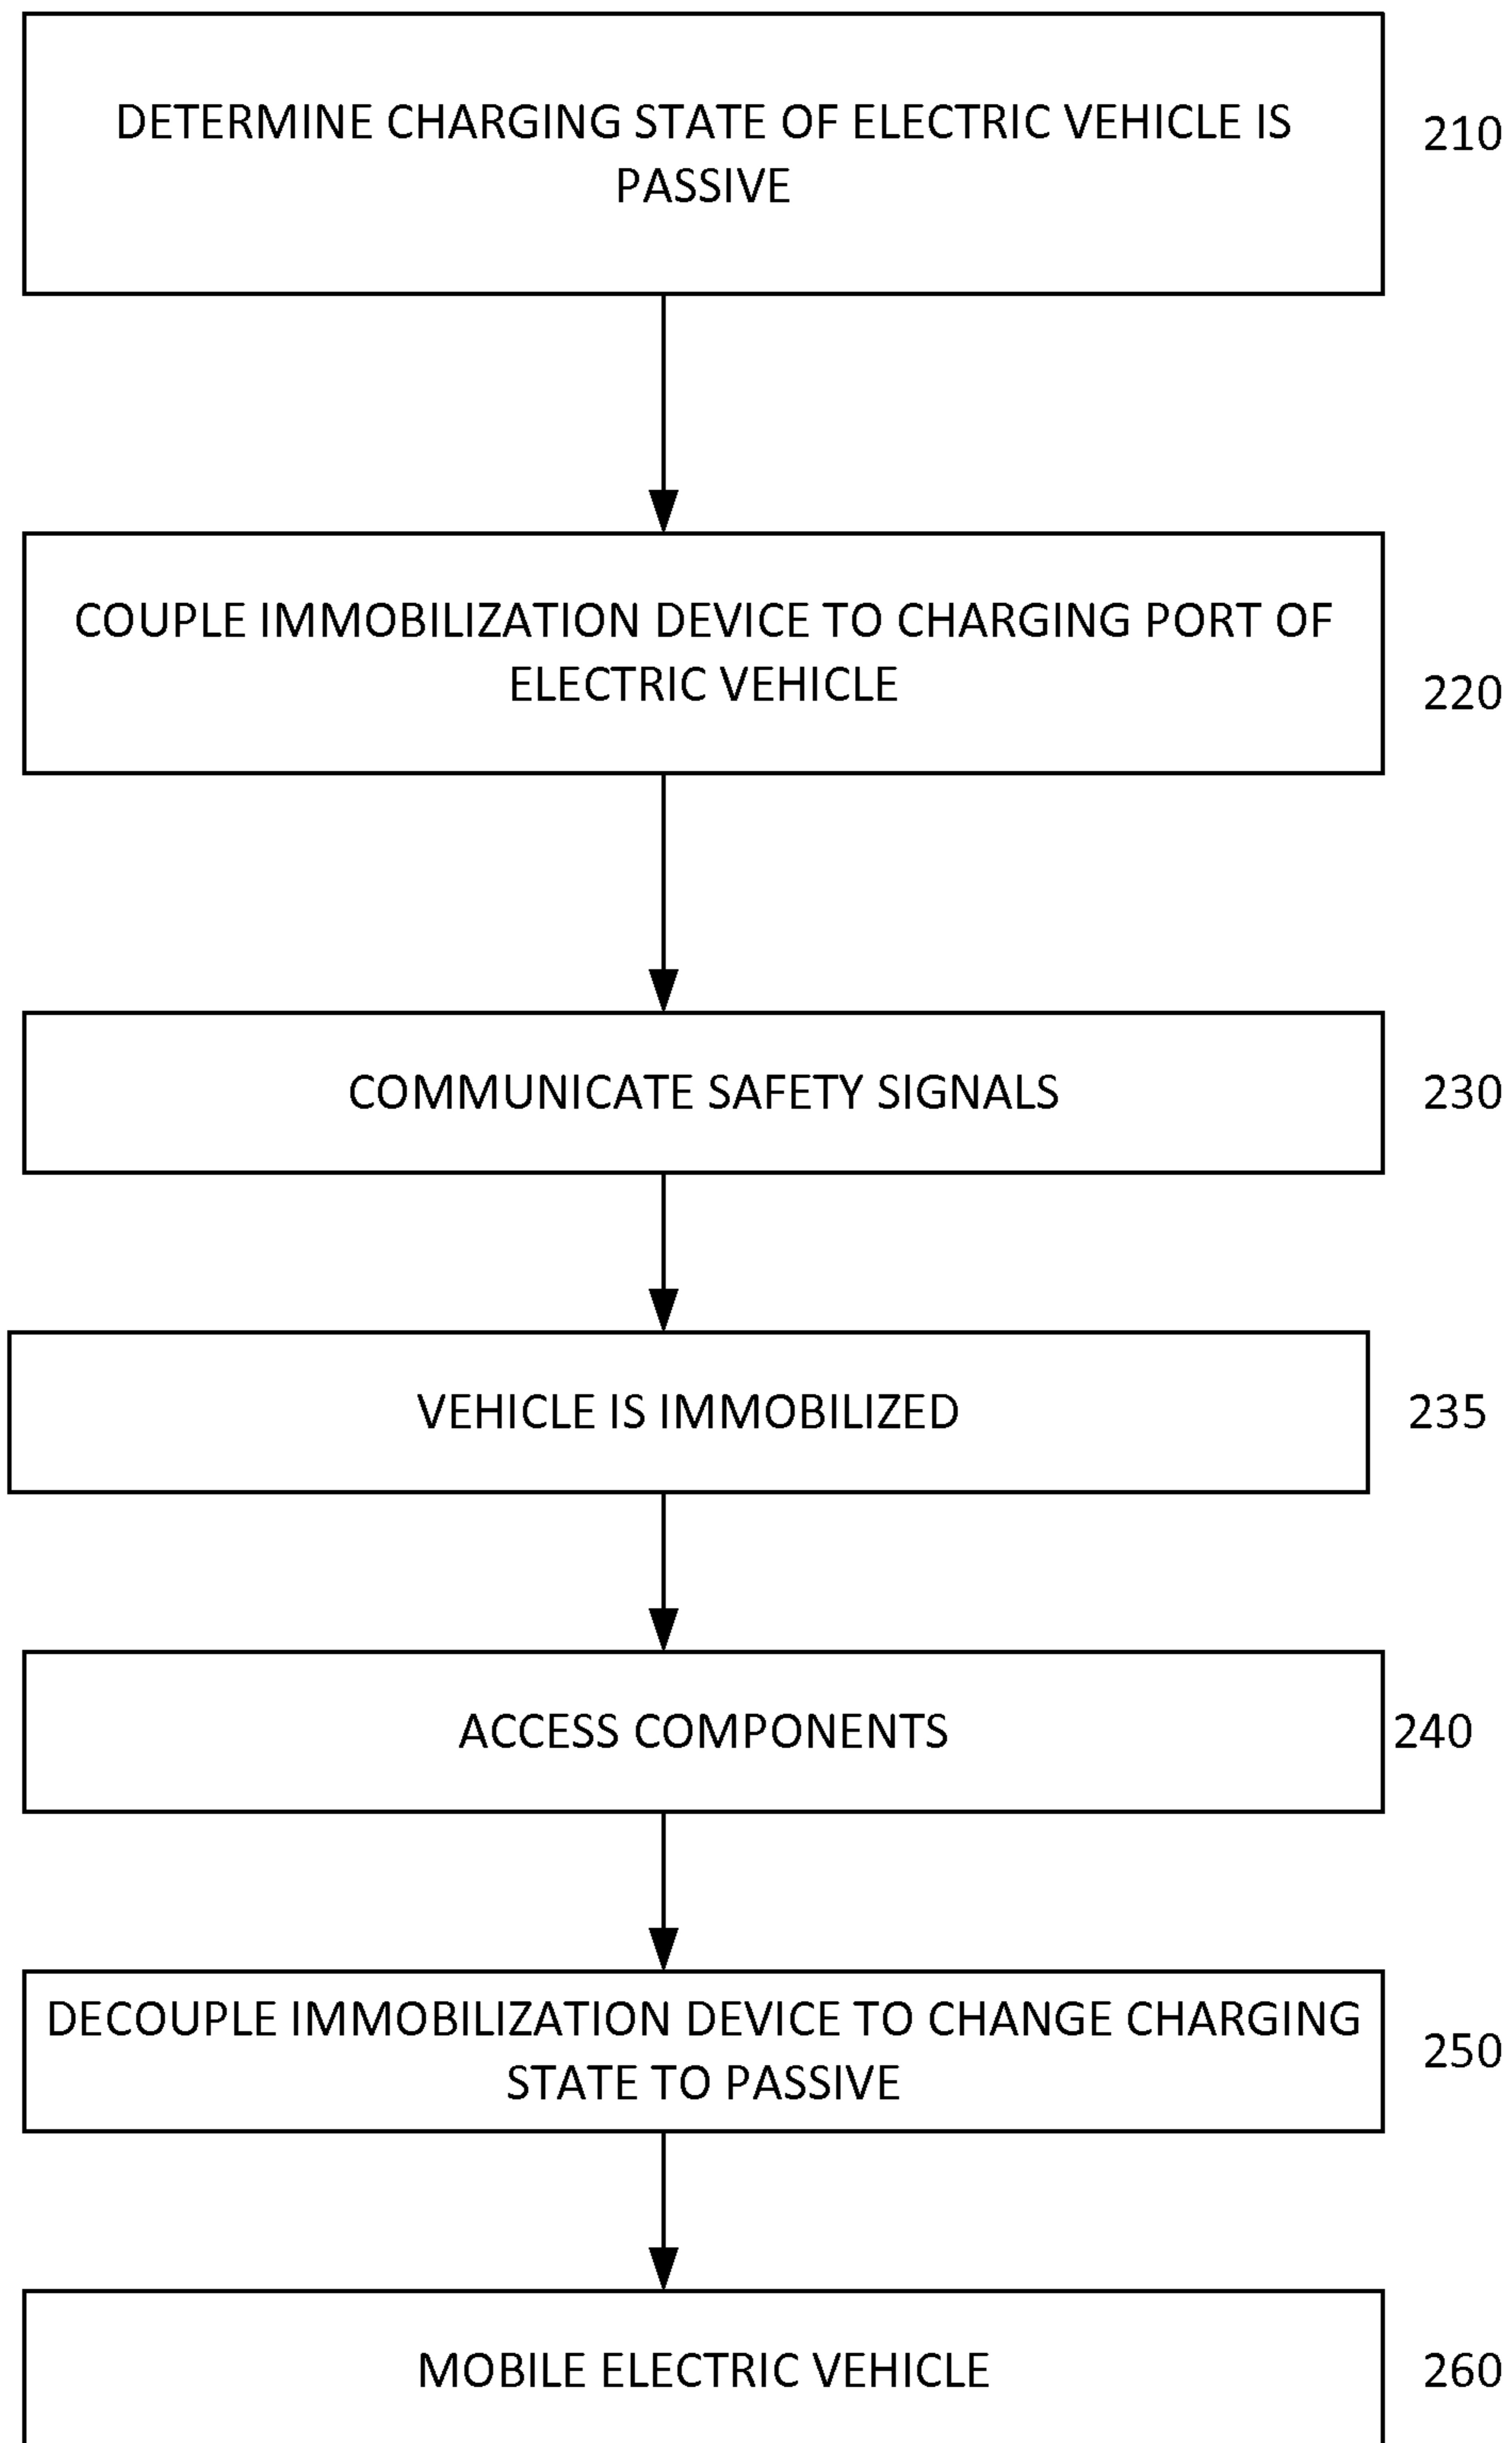 DETERMINE CHARGING STATE OF ELECTRIC VEHICLE IS
PASSIVE
210
COUPLE IMMOBILIZATION DEVICE TO CHARGING PORT OF
ELECTRIC VEHICLE
220
COMMUNICATE SAFETY SIGNALS
230
VEHICLE IS IMMOBILIZED
235
ACCESS COMPONENTS
240
DECOUPLE IMMOBILIZATION DEVICE TO CHANGE CHARGING
STATE TO PASSIVE
250
MOBILE ELECTRIC VEHICLE
260